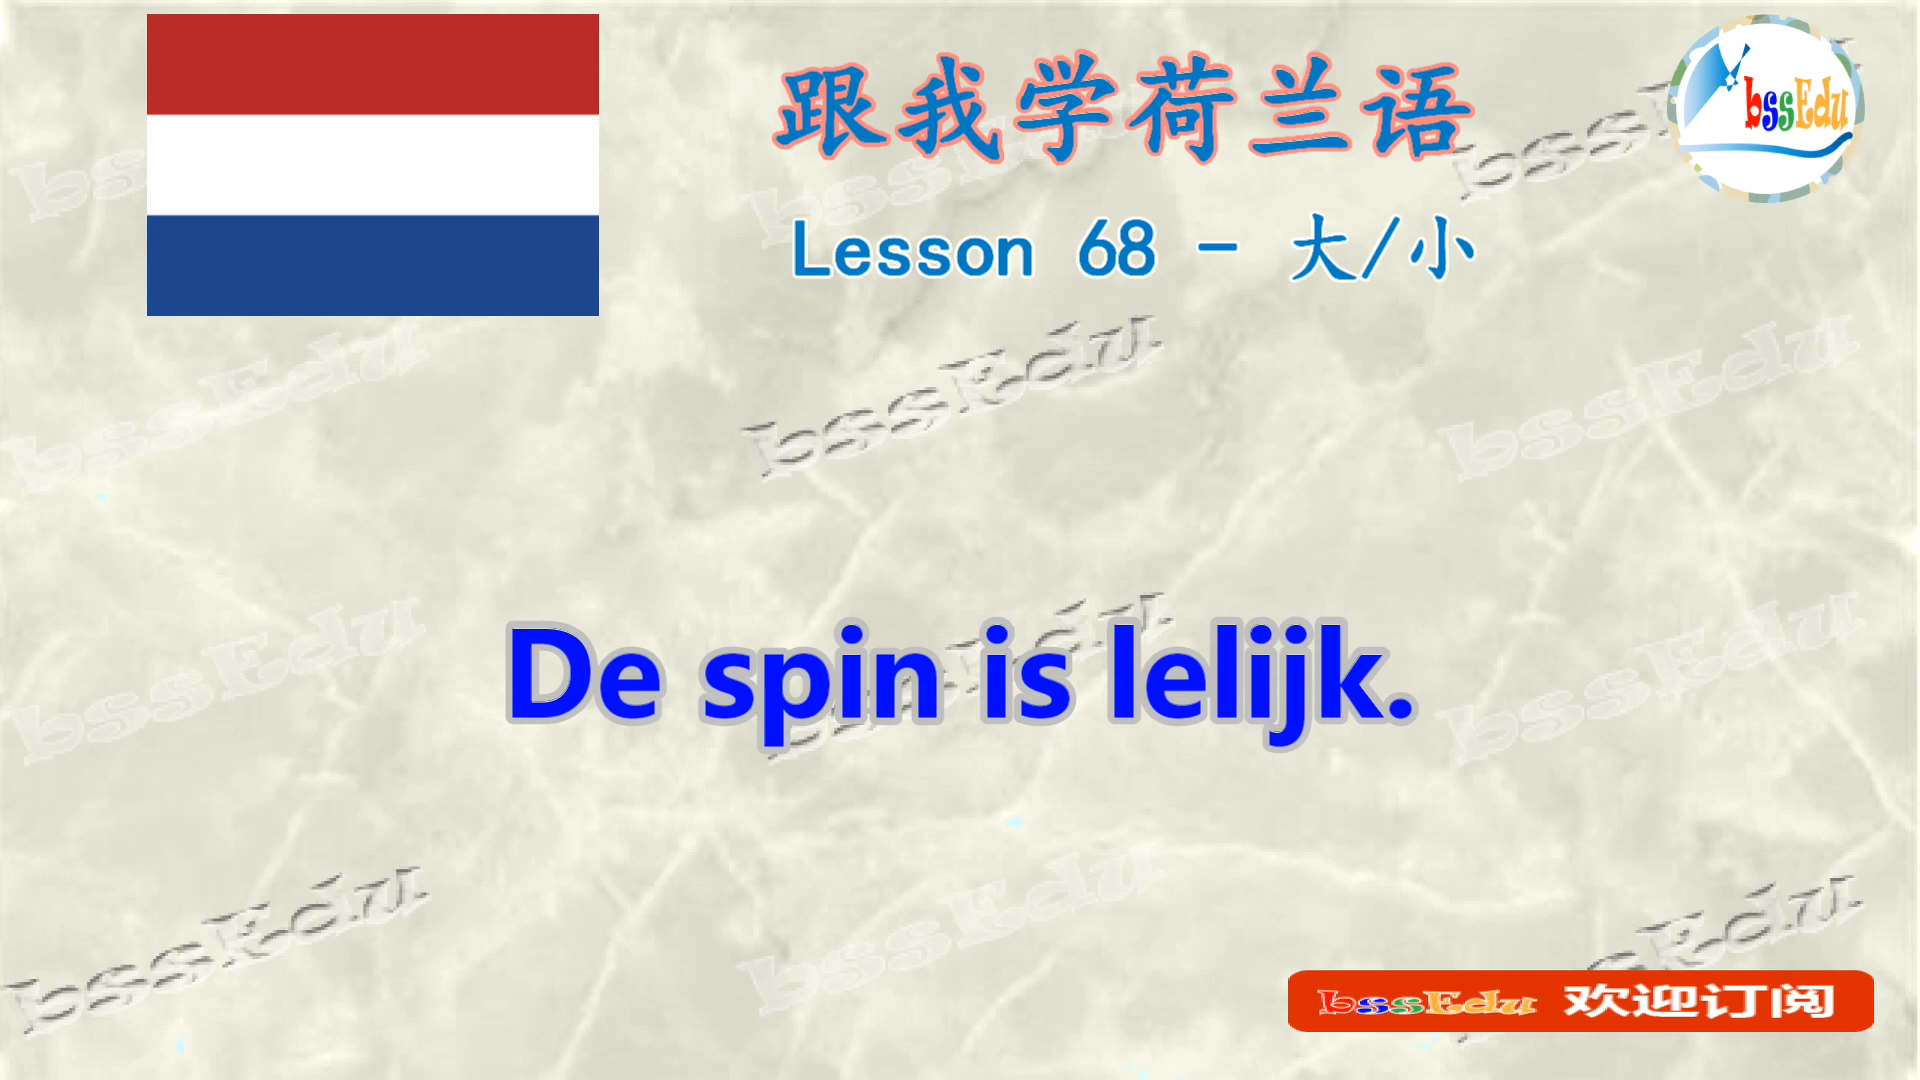 跟我学荷兰语
bssEdu
Lesson 68 - 大/小
De spin is lelijk.
bssEdu 欢迎订阅